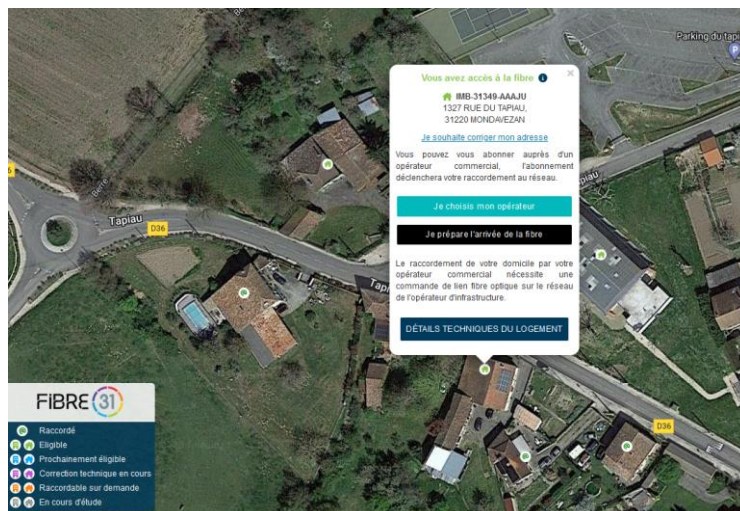 Parking du tapi
P
Vous avez accès à la fibre
IMB-31349-AAAJU
1327 RUE DU TAPIAU,
31220 MONDAVEZAN
Je souhaite corriger mon adresse
Vous pouvez vous abonner auprès d'un
opérateur commercial, l'abonnement
déclenchera votre raccordement au réseau.
Je choisis mon opérateur
Je prépare l'arrivée de la fibre
Le raccordement de votre domicile par votre
opérateur commercial nécessite une
commande de lien fibre optique sur le réseau
de l'opérateur d'infrastructure.
DÉTAILS TECHNIQUES DU LOGEMENT
Berre
6
Tapiau
D36
Tapi
D36
FIBRE 31
Raccordé
Eligible
Prochainement éligible
Correction technique en cours
Raccordable sur demande
En cours d'étude